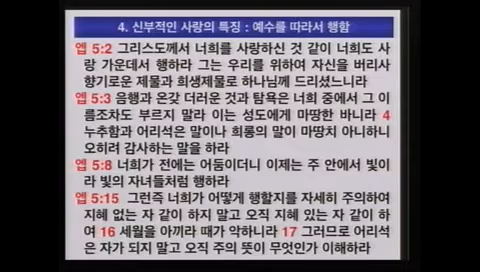 4. 신부적인 사랑의 특징 : 예수를 따라서 행함
엡 5:2 그리스도께서 너희를 사랑하신 것 같이 너희도 사
랑 가운데서 행하라 그는 우리를 위하여 자신을 버리사
향기로운 제물과 희생제물로 하나님께 드리셨느니라
엡 5:3 음행과 온갖 더러운 것과 탐욕은 너희 중에서 그 이
름조차도 부르지 말라 이는 성도에게 마땅한 바니라 4
누추함과 어리석은 말이나 희롱의 말이 마땅치 아니하니
오히려 감사하는 말을 하라
엡 5:8 너희가 전에는 어둠이더니 이제는 주 안에서 빛이
라 빛의 자녀들처럼 행하라
엡 5:15 그런즉 너희가 어떻게 행할지를 자세히 주의하여
지혜 없는 자 같이 하지 말고 오직 지혜 있는 자 같이 하
여 16 세월을 아끼라 때가 악하니라 17 그러므로 어리석
은 자가 되지 말고 오직 주의 뜻이 무엇인가 이해하라